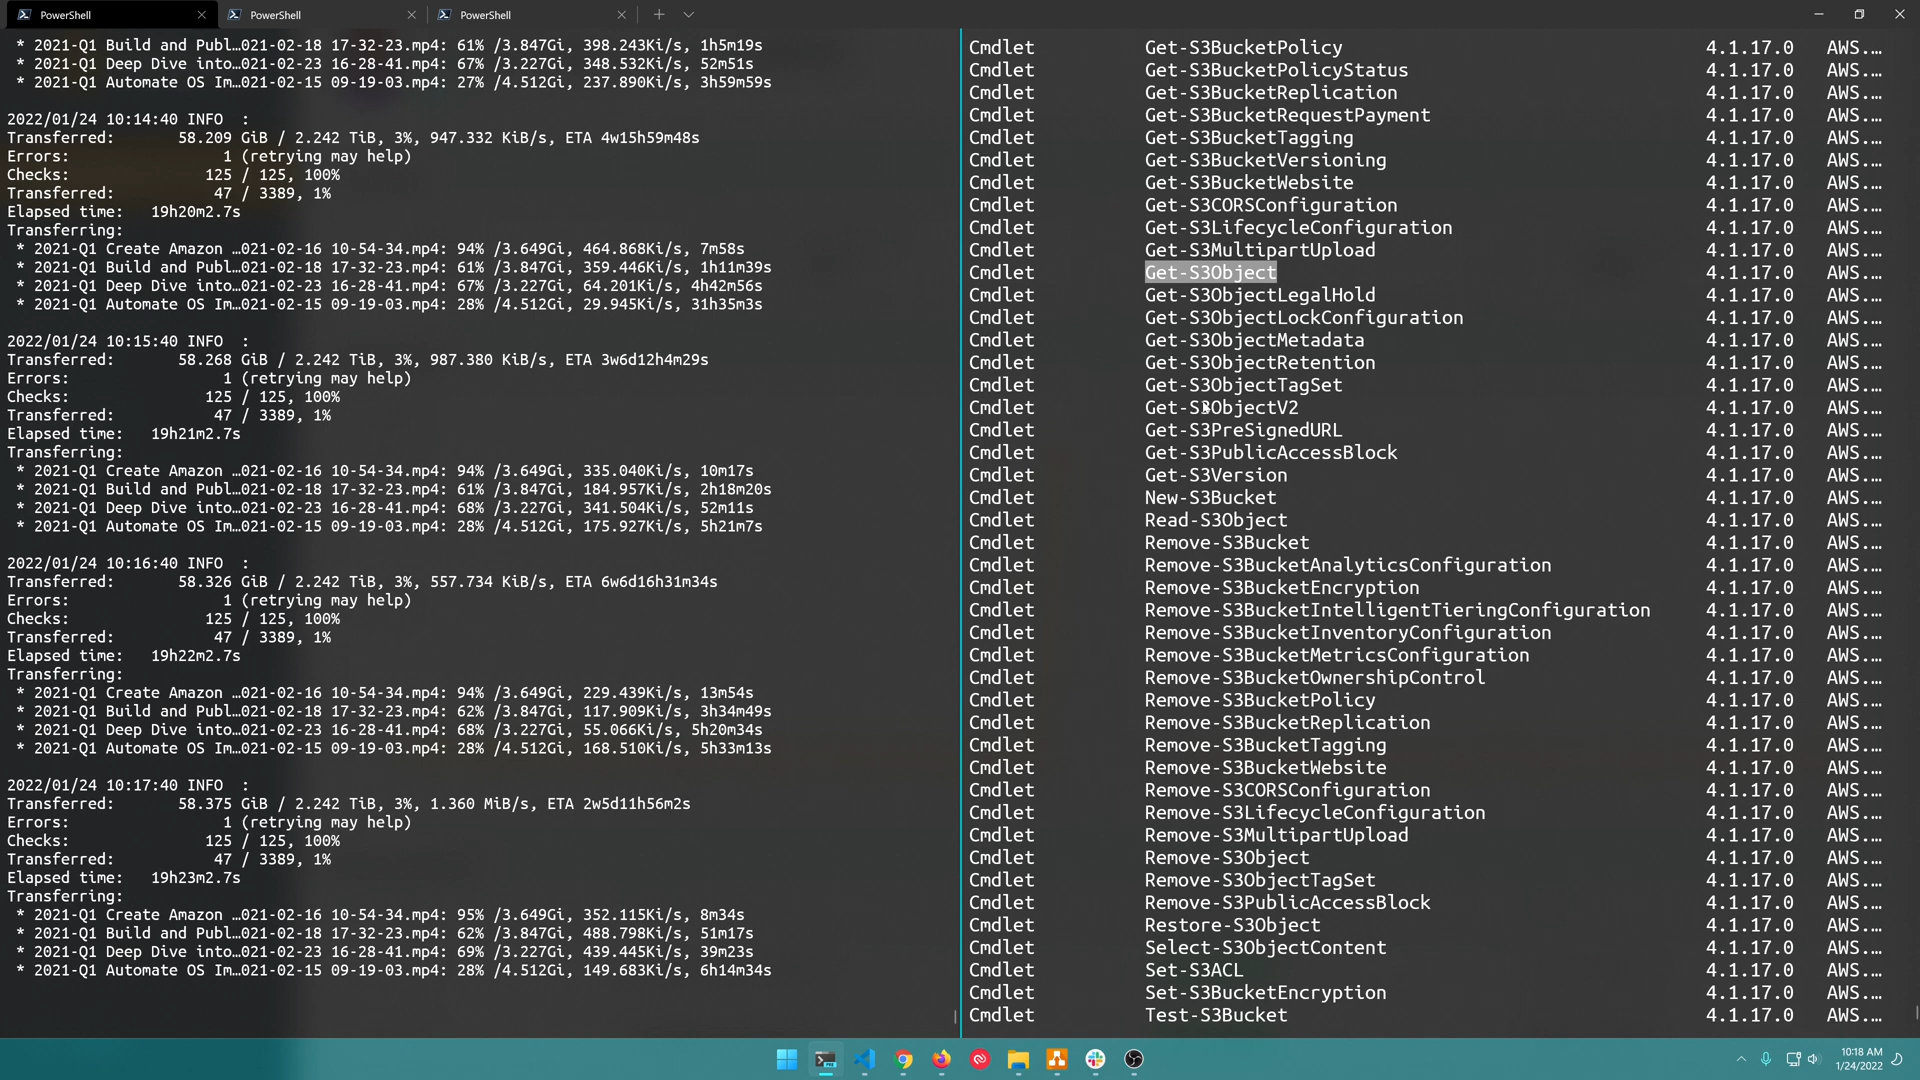 PowerShell
PowerShell
PowerShell
* 2021-Q1 Build and Publ…021-02-18 17-32-23.mp4: 61% /3.847Gi, 398.243Ki/s, 1h5m19s
* 2021-Q1 Deep Dive into…021-02-23 16-28-41.mp4: 67% /3.227Gi, 348.532Ki/s, 52m51s
* 2021-Q1 Automate OS Im…021-02-15 09-19-03.mp4: 27% /4.512Gi, 237.890Ki/s, 3h59m59s
2022/01/24 10:14:40 INFO  :
Transferred:       58.209 GiB / 2.242 TiB, 3%, 947.332 KiB/s, ETA 4w15h59m48s
Errors:                 1 (retrying may help)
Checks:               125 / 125, 100%
Transferred:           47 / 3389, 1%
Elapsed time:   19h20m2.7s
Transferring:
* 2021-Q1 Create Amazon …021-02-16 10-54-34.mp4: 94% /3.649Gi, 464.868Ki/s, 7m58s
* 2021-Q1 Build and Publ…021-02-18 17-32-23.mp4: 61% /3.847Gi, 359.446Ki/s, 1h11m39s
* 2021-Q1 Deep Dive into…021-02-23 16-28-41.mp4: 67% /3.227Gi, 64.201Ki/s, 4h42m56s
* 2021-Q1 Automate OS Im…021-02-15 09-19-03.mp4: 28% /4.512Gi, 29.945Ki/s, 31h35m3s
2022/01/24 10:15:40 INFO  :
Transferred:       58.268 GiB / 2.242 TiB, 3%, 987.380 KiB/s, ETA 3w6d12h4m29s
Errors:                 1 (retrying may help)
Checks:               125 / 125, 100%
Transferred:           47 / 3389, 1%
Elapsed time:   19h21m2.7s
Transferring:
* 2021-Q1 Create Amazon …021-02-16 10-54-34.mp4: 94% /3.649Gi, 335.040Ki/s, 10m17s
* 2021-Q1 Build and Publ…021-02-18 17-32-23.mp4: 61% /3.847Gi, 184.957Ki/s, 2h18m20s
* 2021-Q1 Deep Dive into…021-02-23 16-28-41.mp4: 68% /3.227Gi, 341.504Ki/s, 52m11s
* 2021-Q1 Automate OS Im…021-02-15 09-19-03.mp4: 28% /4.512Gi, 175.927Ki/s, 5h21m7s
2022/01/24 10:16:40 INFO  :
Transferred:       58.326 GiB / 2.242 TiB, 3%, 557.734 KiB/s, ETA 6w6d16h31m34s
Errors:                 1 (retrying may help)
Checks:               125 / 125, 100%
Transferred:           47 / 3389, 1%
Elapsed time:   19h22m2.7s
Transferring:
* 2021-Q1 Create Amazon …021-02-16 10-54-34.mp4: 94% /3.649Gi, 229.439Ki/s, 13m54s
* 2021-Q1 Build and Publ…021-02-18 17-32-23.mp4: 62% /3.847Gi, 117.909Ki/s, 3h34m49s
* 2021-Q1 Deep Dive into…021-02-23 16-28-41.mp4: 68% /3.227Gi, 55.066Ki/s, 5h20m34s
* 2021-Q1 Automate OS Im…021-02-15 09-19-03.mp4: 28% /4.512Gi, 168.510Ki/s, 5h33m13s
2022/01/24 10:17:40 INFO  :
Transferred:       58.375 GiB / 2.242 TiB, 3%, 1.360 MiB/s, ETA 2w5d11h56m2s
Errors:                 1 (retrying may help)
Checks:               125 / 125, 100%
Transferred:           47 / 3389, 1%
Elapsed time:   19h23m2.7s
Transferring:
* 2021-Q1 Create Amazon …021-02-16 10-54-34.mp4: 95% /3.649Gi, 352.115Ki/s, 8m34s
* 2021-Q1 Build and Publ…021-02-18 17-32-23.mp4: 62% /3.847Gi, 488.798Ki/s, 51m17s
* 2021-Q1 Deep Dive into…021-02-23 16-28-41.mp4: 69% /3.227Gi, 439.445Ki/s, 39m23s
* 2021-Q1 Automate OS Im…021-02-15 09-19-03.mp4: 28% /4.512Gi, 149.683Ki/s, 6h14m34s
Cmdlet Get-S3BucketPolicy 4.1.17.0 AWS.…
Cmdlet Get-S3BucketPolicyStatus 4.1.17.0 AWS.…
Cmdlet Get-S3BucketReplication 4.1.17.0 AWS.…
Cmdlet Get-S3BucketRequestPayment 4.1.17.0 AWS.…
Cmdlet Get-S3BucketTagging 4.1.17.0 AWS.…
Cmdlet Get-S3BucketVersioning 4.1.17.0 AWS.…
Cmdlet Get-S3BucketWebsite 4.1.17.0 AWS.…
Cmdlet Get-S3CORSConfiguration 4.1.17.0 AWS.…
Cmdlet Get-S3LifecycleConfiguration 4.1.17.0 AWS.…
Cmdlet Get-S3MultipartUpload 4.1.17.0 AWS.…
Cmdlet Get-S3Object 4.1.17.0 AWS.…
Cmdlet Get-S3ObjectLegalHold 4.1.17.0 AWS.…
Cmdlet Get-S3ObjectLockConfiguration 4.1.17.0 AWS.…
Cmdlet Get-S3ObjectMetadata 4.1.17.0 AWS.…
Cmdlet Get-S3ObjectRetention 4.1.17.0 AWS.…
Cmdlet Get-S3ObjectTagSet 4.1.17.0 AWS.…
Cmdlet Get-S3ObjectV2 4.1.17.0 AWS.…
Cmdlet Get-S3PreSignedURL 4.1.17.0 AWS.…
Cmdlet Get-S3PublicAccessBlock 4.1.17.0 AWS.…
Cmdlet Get-S3Version 4.1.17.0 AWS.…
Cmdlet New-S3Bucket 4.1.17.0 AWS.…
Cmdlet Read-S3Object 4.1.17.0 AWS.…
Cmdlet Remove-S3Bucket 4.1.17.0 AWS.…
Cmdlet Remove-S3BucketAnalyticsConfiguration 4.1.17.0 AWS.…
Cmdlet Remove-S3BucketEncryption 4.1.17.0 AWS.…
Cmdlet Remove-S3BucketIntelligentTieringConfiguration 4.1.17.0 AWS.…
Cmdlet Remove-S3BucketInventoryConfiguration 4.1.17.0 AWS.…
Cmdlet Remove-S3BucketMetricsConfiguration 4.1.17.0 AWS.…
Cmdlet Remove-S3BucketOwnershipControl 4.1.17.0 AWS.…
Cmdlet Remove-S3BucketPolicy 4.1.17.0 AWS.…
Cmdlet Remove-S3BucketReplication 4.1.17.0 AWS.…
Cmdlet Remove-S3BucketTagging 4.1.17.0 AWS.…
Cmdlet Remove-S3BucketWebsite 4.1.17.0 AWS.…
Cmdlet Remove-S3CORSConfiguration 4.1.17.0 AWS.…
Cmdlet Remove-S3LifecycleConfiguration 4.1.17.0 AWS.…
Cmdlet Remove-S3MultipartUpload 4.1.17.0 AWS.…
Cmdlet Remove-S3Object 4.1.17.0 AWS.…
Cmdlet Remove-S3ObjectTagSet 4.1.17.0 AWS.…
Cmdlet Remove-S3PublicAccessBlock 4.1.17.0 AWS.…
Cmdlet Restore-S3Object 4.1.17.0 AWS.…
Cmdlet Select-S3ObjectContent 4.1.17.0 AWS.…
Cmdlet Set-S3ACL 4.1.17.0 AWS.…
Cmdlet Set-S3BucketEncryption 4.1.17.0 AWS.…
Cmdlet Test-S3Bucket 4.1.17.0 AWS.…
10:18 AM
1/24/2022